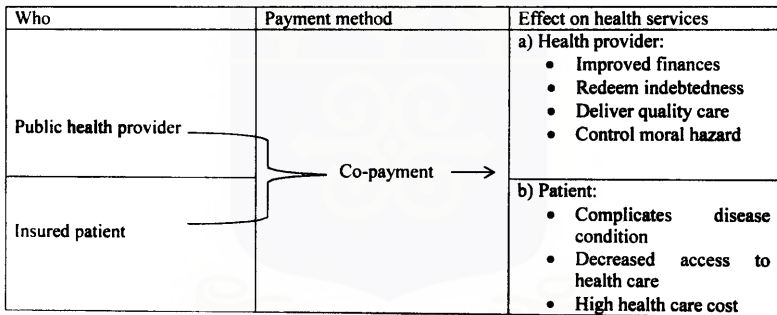 Who
Payment method
Effect on health services
Public health provider
Insured patient
Co-payment
a) Health provider:
• Improved finances
• Redeem indebtedness
• Deliver quality care
• Control moral hazard
b) Patient:
• Complicates disease
condition
• Decreased access to
health care
• High health care cost